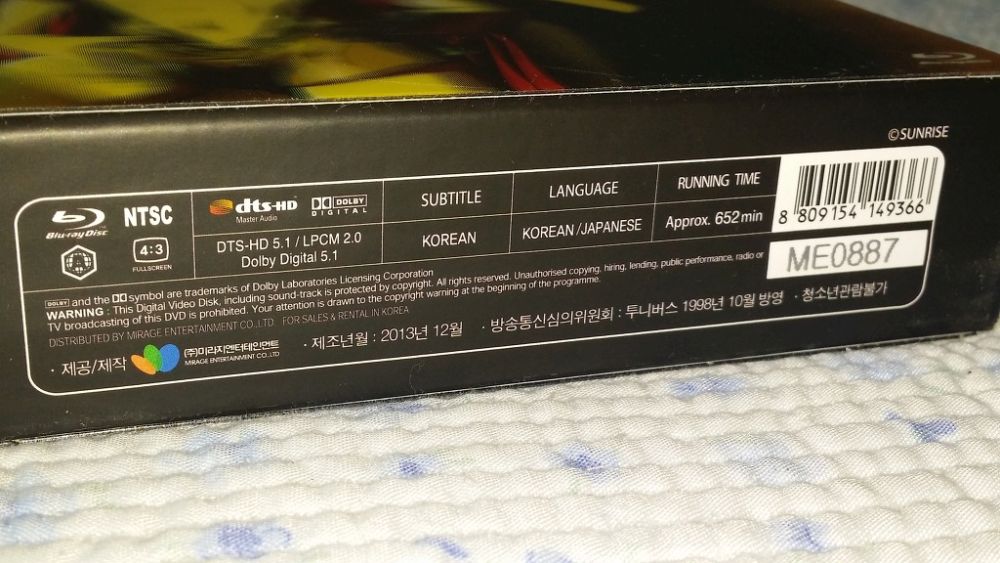 ©SUNRISE
Blu-ray Disc
NTSC
4:3
FULLSCREEN
dts-HD
Master Audio
DOLBY
DIGITAL
DTS-HD 5.1 / LPCM 2.0
Dolby Digital 5.1
SUBTITLE
KOREAN
LANGUAGE
KOREAN /JAPANESE
RUNNING TIME
Approx. 652min
8 809154 149366
ME0887
DOLBY and the DD symbol are trademarks of Dolby Laboratories Licensing Corporation
WARNING : This Digital Video Disk, including sound-track is protected by copyright. All rights reserved. Unauthorised copying, hiring, lending, public performance, radio or
TV broadcasting of this DVD is prohibited. Your attention is drawn to the copyright warning at the beginning of the programme.
DISTRIBUTED BY MIRAGE ENTERTAINMENT CO.,LTD FOR SALES & RENTAL IN KOREA
· 제공/제작 (주)미라지엔터테인먼트 · 제조년월 : 2013년 12월 · 방송통신심의위원회 : 투니버스 1998년 10월 방영 · 청소년관람불가
MIRAGE ENTERTAINMENT CO.,LTD